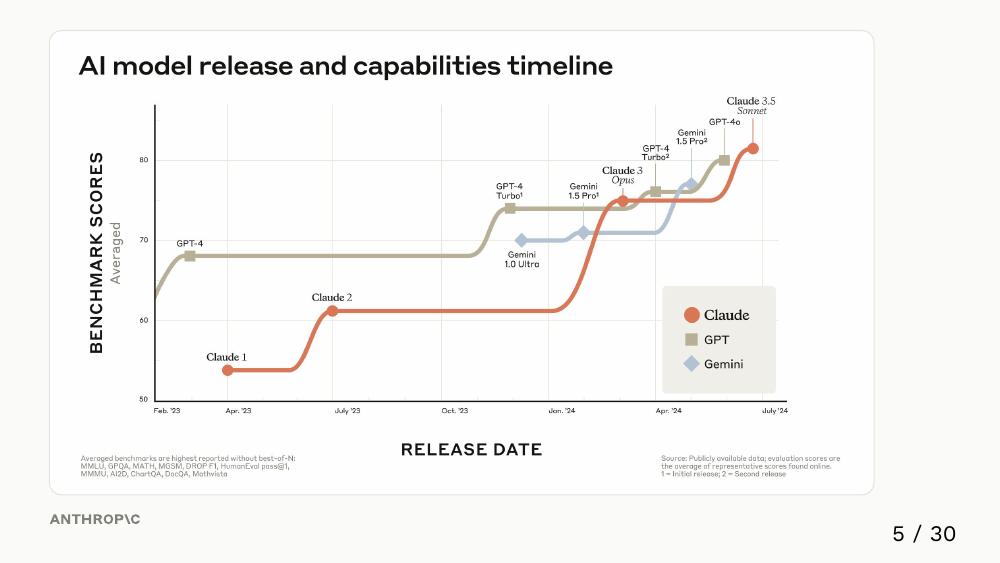 AI model release and capabilities timeline
BENCHMARK SCORES
Averaged
80
70
60
50
Feb. '23
Apr. '23
July '23
Oct. '23
Jan. '24
Apr. '24
July '24
RELEASE DATE
GPT-4
Claude 1
Claude 2
GPT-4
Turbo¹
Gemini
1.0 Ultra
Gemini
1.5 Pro¹
Claude 3
Opus
GPT-4
Turbo²
Gemini
1.5 Pro²
GPT-4o
Claude 3.5
Sonnet
Claude
GPT
Gemini
Averaged benchmarks are highest reported without best-of-N:
MMLU, GPQA, MATH, MGSM, DROP F1, HumanEval pass@1,
MMMU, AI2D, ChartQA, DocQA, Mathvista
Source: Publicly available data; evaluation scores are
the average of representative scores found online.
1 = Initial release; 2 = Second release
ANTHROP\C
5 / 30